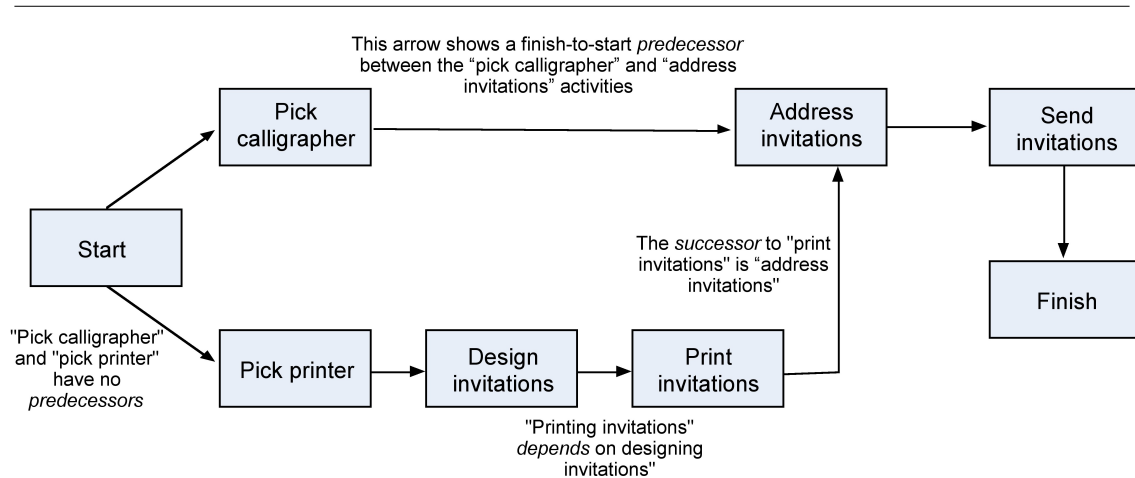 This arrow shows a finish-to-start predecessor
between the “pick calligrapher” and “address
invitations” activities
Pick
calligrapher
Address
invitations
Send
invitations
Start
The successor to "print
invitations" is “address
invitations"
Finish
"Pick calligrapher"
and "pick printer"
have no
predecessors
Pick printer
Design
invitations
Print
invitations
"Printing invitations"
depends on designing
invitations"